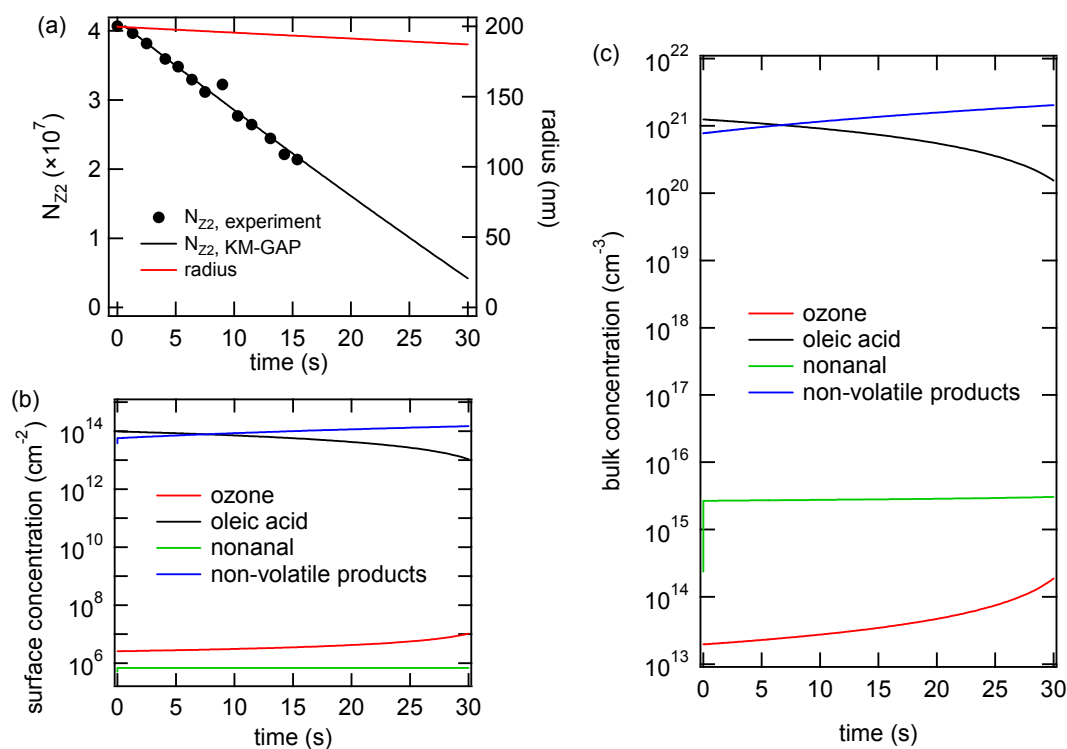 (a)
4
3
2
1
0
N_Z2 (×10^7)
200
150
100
50
0
radius (nm)
N_Z2, experiment
N_Z2, KM-GAP
radius
0 5 10 15 20 25 30
time (s)
(b)
10^14
10^12
10^10
10^8
10^6
surface concentration (cm^-2)
ozone
oleic acid
nonanal
non-volatile products
0 5 10 15 20 25 30
time (s)
(c)
10^22
10^21
10^20
10^19
10^18
10^17
10^16
10^15
10^14
10^13
bulk concentration (cm^-3)
ozone
oleic acid
nonanal
non-volatile products
0 5 10 15 20 25 30
time (s)